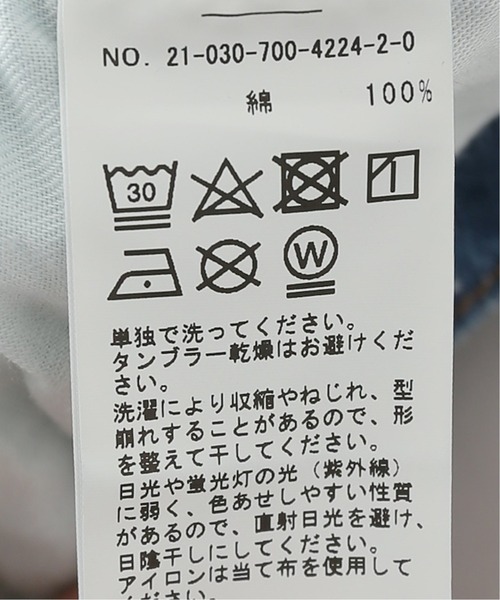 NO. 21-030-700-4224-2-0
綿 100%
30
W
単独で洗ってください。
タンブラー乾燥はお避けくだ
さい。
洗濯により収縮やねじれ、型
崩れすることがあるので、形
を整えて干してください。
日光や蛍光灯の光（紫外線）
に弱く、色あせしやすい性質
があるので、直射日光を避け、
日陰干しにしてください。
アイロンは当て布を使用して
ください。